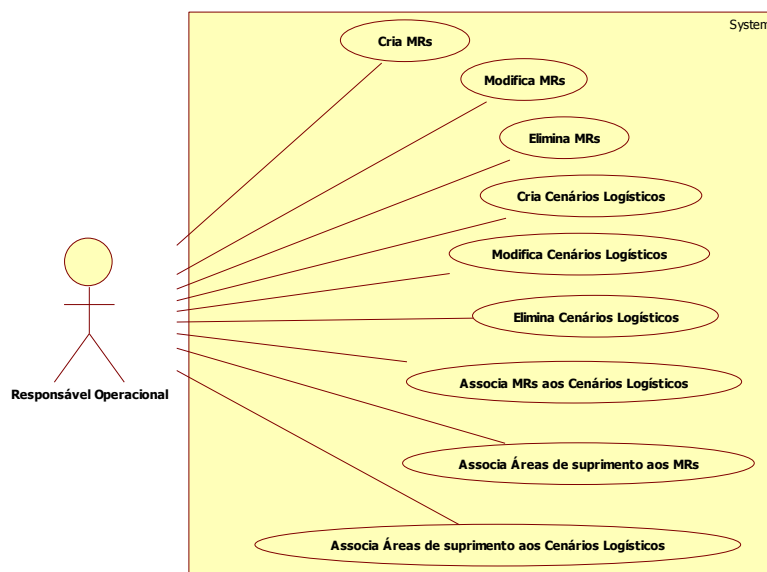 System
Cria MRs
Modifica MRs
Elimina MRs
Cria Cenários Logísticos
Modifica Cenários Logísticos
Elimina Cenários Logísticos
Associa MRs aos Cenários Logísticos
Responsável Operacional
Associa Áreas de suprimento aos MRs
Associa Áreas de suprimento aos Cenários Logísticos